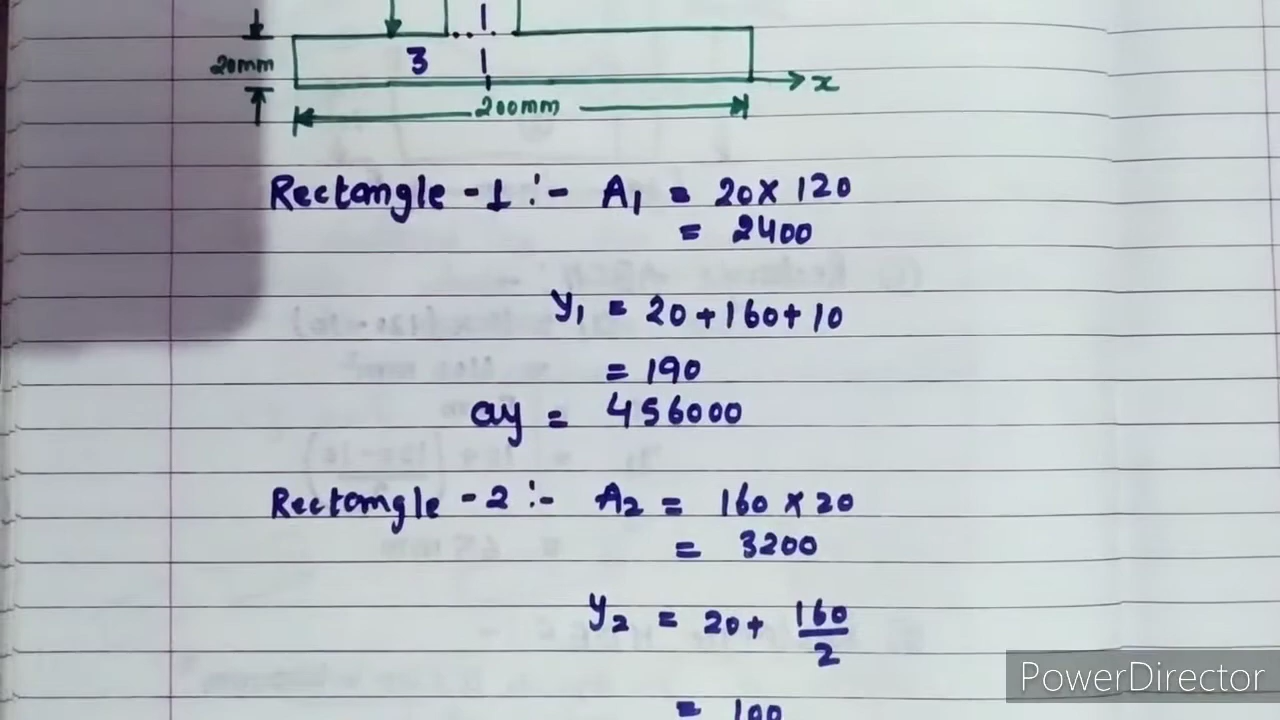 20mm
3
x
200mm
Rectangle - 1 :- A₁ = 20 × 120
= 2400
y₁ = 20 + 160 + 10
= 190
ay = 456000
Rectangle - 2 :- A₂ = 160 × 20
= 3200
y₂ = 20 + 160/2
= 100
PowerDirector